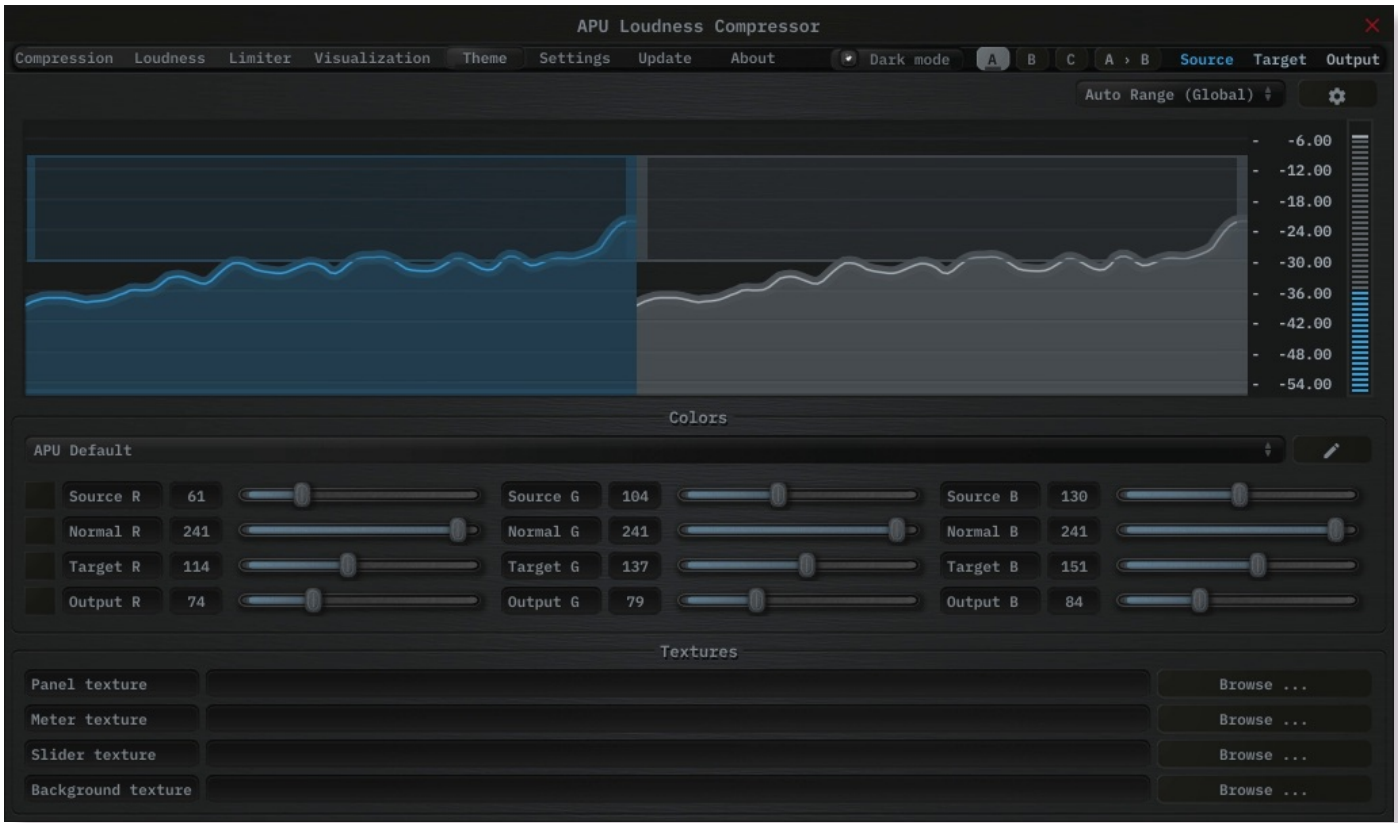 APU Loudness Compressor
Compression Loudness Limiter Visualization Theme Settings Update About Dark mode A B C A › B Source Target Output
Auto Range (Global)
- -6.00
- -12.00
- -18.00
- -24.00
- -30.00
- -36.00
- -42.00
- -48.00
- -54.00
Colors
APU Default
Source R 61 Source G 104 Source B 130
Normal R 241 Normal G 241 Normal B 241
Target R 114 Target G 137 Target B 151
Output R 74 Output G 79 Output B 84
Textures
Panel texture Browse ...
Meter texture Browse ...
Slider texture Browse ...
Background texture Browse ...